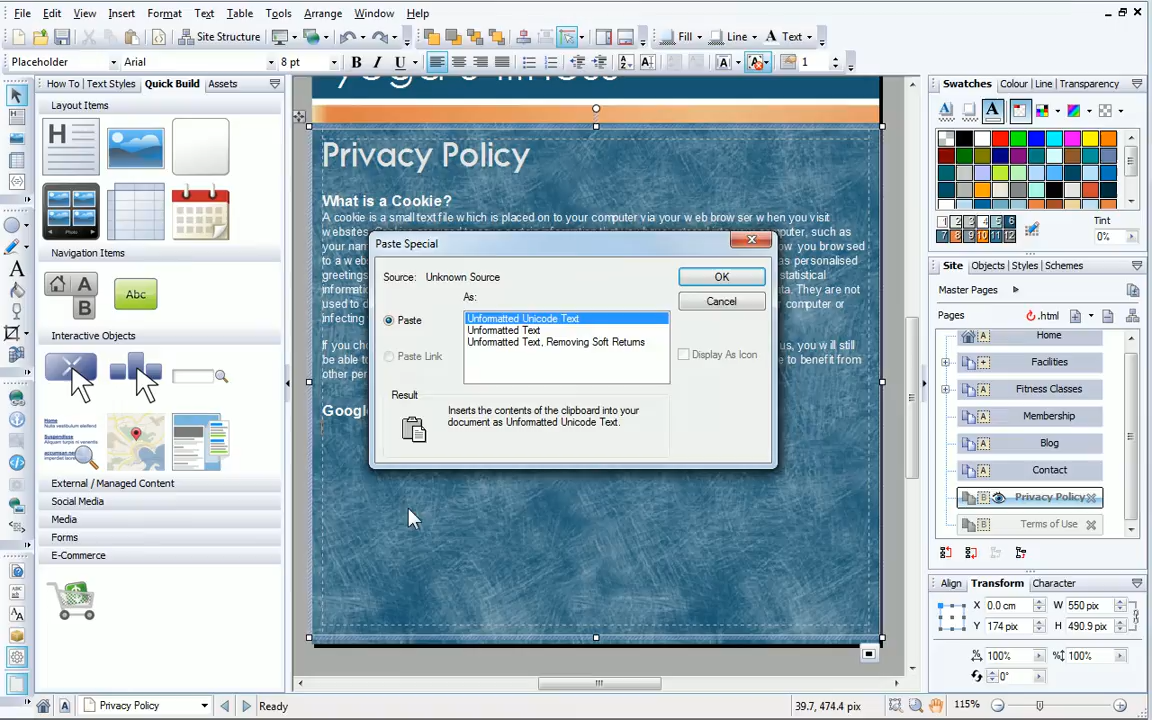 File Edit View Insert Format Text Table Tools Arrange Window Help
Site Structure Fill Line Text
Placeholder Arial 8 pt B I U 1
How To Text Styles Quick Build Assets
Layout Items
H
Photo
Navigation Items
A
B
Abc
Interactive Objects
External / Managed Content
Social Media
Media
Forms
E-Commerce
Privacy Policy
What is a Cookie?
A cookie is a small text file which is placed on to your computer via your web browser when you visit
Paste Special
Source: Unknown Source
As:
Paste
Paste Link
Unformatted Unicode Text
Unformatted Text
Unformatted Text, Removing Soft Returns
OK
Cancel
Display As Icon
Result
Inserts the contents of the clipboard into your
document as Unformatted Unicode Text.
Swatches Colour Line Transparency
Tint
0%
Site Objects Styles Schemes
Master Pages
Pages .html
Home
Facilities
Fitness Classes
Membership
Blog
Contact
Privacy Policy
Terms of Use
Align Transform Character
X 0.0 cm W 550 pix
Y 174 pix H 490.9 pix
100% 100%
0°
Privacy Policy Ready 39.7, 474.4 pix 115%